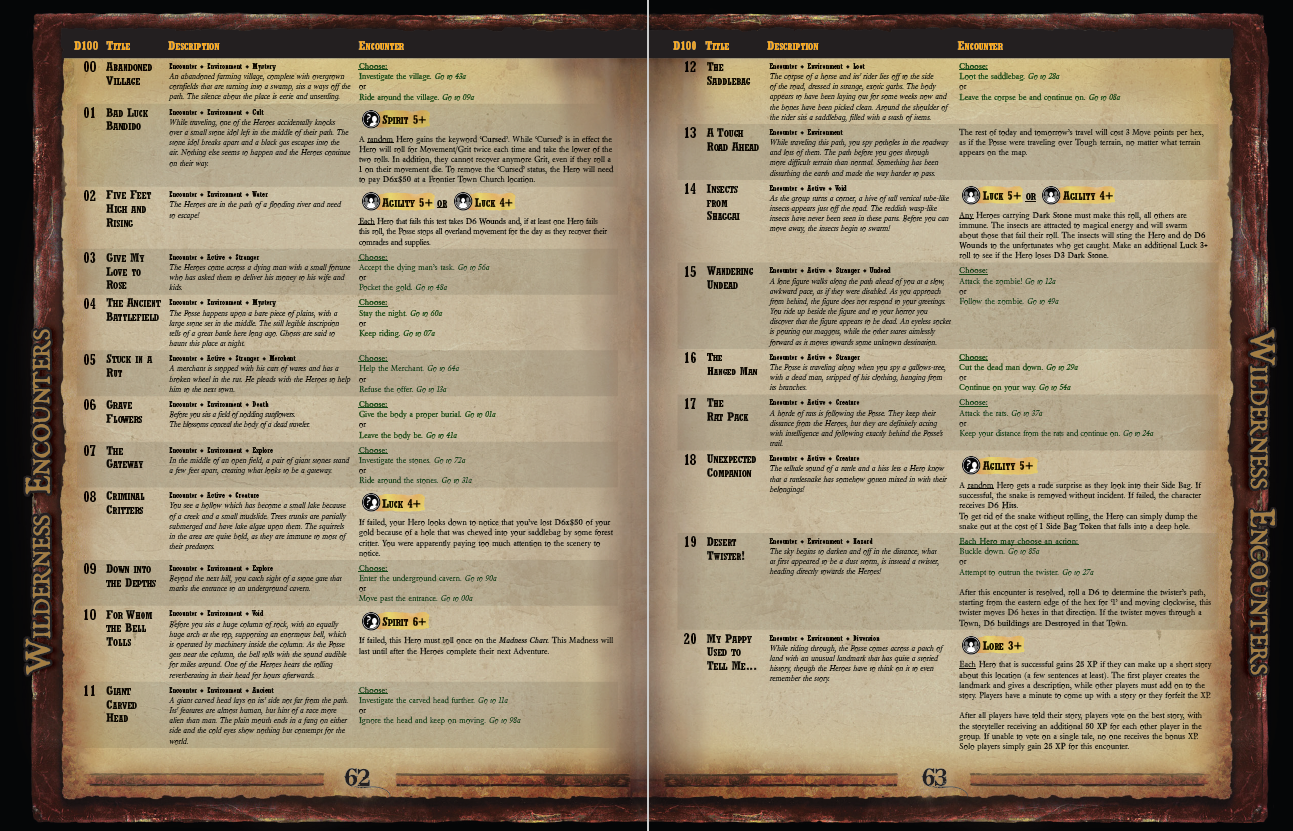 D100 Title Description Encounter
00 Abandoned Village
Encounter • Environment • Mystery
An abandoned farming village, complete with overgrown
cornfields that are turning into a swamp, sits a ways off the
path. The silence about the place is eerie and unsettling.
Choose:
Investigate the village. Go to 43a
or
Ride around the village. Go to 09a
01 Bad Luck Bandido
Encounter • Environment • Cult
While traveling, one of the Heroes accidentally knocks
over a small stone idol left in the middle of their path. The
stone idol breaks apart and a black gas escapes into the
air. Nothing else seems to happen and the Heroes continue
on their way.
Spirit 5+
A random Hero gains the keyword 'Cursed'. While 'Cursed' is in effect the
Hero will roll for Movement/Grit twice each time and take the lower of the
two rolls. In addition, they cannot recover anymore Grit, even if they roll a
1 on their movement die. To remove the 'Cursed' status, the Hero will need
to pay D6x$50 at a Frontier Town Church location.
02 Five Feet High and Rising
Encounter • Environment • Water
The Heroes are in the path of a flooding river and need
to escape!
Agility 5+ or Luck 4+
Each Hero that fails this test takes D6 Wounds and, if at least one Hero fails
this roll, the Posse stops all overland movement for the day as they recover their
comrades and supplies.
03 Give My Love to Rose
Encounter • Active • Stranger
The Heroes come across a dying man with a small fortune
who has asked them to deliver his money to his wife and
kids.
Choose:
Accept the dying man's task. Go to 56a
or
Pocket the gold. Go to 48a
04 The Ancient Battlefield
Encounter • Environment • Mystery
The Posse happens upon a bare piece of plains, with a
large stone set in the middle. The still legible inscription
tells of a great battle here long ago. Ghosts are said to
haunt this place at night.
Choose:
Stay the night. Go to 60a
or
Keep riding. Go to 07a
05 Stuck in a Rut
Encounter • Active • Stranger • Merchant
A merchant is stopped with his cart of wares and has a
broken wheel in the rut. He pleads with the Heroes to help
him to the next town.
Choose:
Help the Merchant. Go to 64a
or
Refuse the offer. Go to 13a
06 Grave Flowers
Encounter • Environment • Death
Before you sits a field of nodding sunflowers.
The blossoms conceal the body of a dead traveler.
Choose:
Give the body a proper burial. Go to 01a
or
Leave the body be. Go to 41a
07 The Gateway
Encounter • Environment • Explore
In the middle of an open field, a pair of giant stones stand
a few feet apart, creating what looks to be a gateway.
Choose:
Investigate the stones. Go to 72a
or
Ride around the stones. Go to 31a
08 Criminal Critters
Encounter • Active • Creature
You see a hollow which has become a small lake because
of a creek and a small mudslide. Trees trunks are partially
submerged and have lake algae upon them. The squirrels
in the area are quite bold, as they are immune to most of
their predators.
Luck 4+
If failed, your Hero looks down to notice that you've lost D6x$50 of your
gold because of a hole that was chewed into your saddlebag by some forest
critter. You were apparently paying too much attention to the scenery to
notice.
09 Down into the Depths
Encounter • Environment • Explore
Beyond the next hill, you catch sight of a stone gate that
marks the entrance to an underground cavern.
Choose:
Enter the underground cavern. Go to 90a
or
Move past the entrance. Go to 00a
10 For Whom the Bell Tolls
Encounter • Environment • Void
Before you sits a huge column of rock, with an equally
huge arch at the top, supporting an enormous bell, which
is operated by machinery inside the column. As the Posse
gets near the column, the bell tolls with the sound audible
for miles around. One of the Heroes hears the tolling
reverberating in their head for hours afterwards.
Spirit 6+
If failed, this Hero must roll once on the Madness Chart. This Madness will
last until after the Heroes complete their next Adventure.
11 Giant Carved Head
Encounter • Environment • Ancient
A giant carved head lays on its' side not far from the path.
Its' features are almost human, but hint of a race more
alien than man. The plain mouth ends in a fang on either
side and the cold eyes show nothing but contempt for the
world.
Choose:
Investigate the carved head further. Go to 11a
or
Ignore the head and keep on moving. Go to 98a
Wilderness Encounters
62
D100 Title Description Encounter
12 The Saddlebag
Encounter • Environment • Loot
The corpse of a horse and its' rider lies off to the side
of the road, dressed in strange, exotic garbs. The body
appears to have been laying out for some weeks now and
the bones have been picked clean. Around the shoulder of
the rider sits a saddlebag, filled with a stash of items.
Choose:
Loot the saddlebag. Go to 28a
or
Leave the corpse be and continue on. Go to 08a
13 A Tough Road Ahead
Encounter • Environment
While traveling this path, you spy potholes in the roadway
and lots of them. The path before you goes through
more difficult terrain than normal. Something has been
disturbing the earth and made the way harder to pass.
The rest of today and tomorrow's travel will cost 3 Move points per hex,
as if the Posse were traveling over Tough terrain, no matter what terrain
appears on the map.
14 Insects from Shaggai
Encounter • Active • Void
As the group turns a corner, a hive of tall vertical tube-like
insects appears just off the road. The reddish wasp-like
insects have never been seen in these parts. Before you can
move away, the insects begin to swarm!
Luck 5+ or Agility 4+
Any Heroes carrying Dark Stone must make this roll, all others are
immune. The insects are attracted to magical energy and will swarm
about those that fail their roll. The insects will sting the Hero and do D6
Wounds to the unfortunates who get caught. Make an additional Luck 3+
roll to see if the Hero loses D3 Dark Stone.
15 Wandering Undead
Encounter • Active • Stranger • Undead
A lone figure walks along the path ahead of you at a slow,
awkward pace, as if they were disabled. As you approach
from behind, the figure does not respond to your greetings.
You ride up beside the figure and to your horror you
discover that the figure appears to be dead. An eyeless socket
is pouring out maggots, while the other stares aimlessly
forward as it moves towards some unknown destination.
Choose:
Attack the zombie! Go to 12a
or
Follow the zombie. Go to 49a
16 The Hanged Man
Encounter • Active • Stranger
The Posse is traveling along when you spy a gallows-tree,
with a dead man, stripped of his clothing, hanging from
its branches.
Choose:
Cut the dead man down. Go to 29a
or
Continue on your way. Go to 54a
17 The Rat Pack
Encounter • Active • Creature
A horde of rats is following the Posse. They keep their
distance from the Heroes, but they are definitely acting
with intelligence and following exactly behind the Posse's
trail.
Choose:
Attack the rats. Go to 37a
or
Keep your distance from the rats and continue on. Go to 24a
18 Unexpected Companion
Encounter • Active • Creature
The telltale sound of a rattle and a hiss lets a Hero know
that a rattlesnake has somehow gotten mixed in with their
belongings!
Agility 5+
A random Hero gets a rude surprise as they look into their Side Bag. If
successful, the snake is removed without incident. If failed, the character
receives D6 Hits.
To get rid of the snake without rolling, the Hero can simply dump the
snake out at the cost of 1 Side Bag Token that falls into a deep hole.
19 Desert Twister!
Encounter • Environment • Hazard
The sky begins to darken and off in the distance, what
at first appeared to be a dust storm, is instead a twister,
heading directly towards the Heroes!
Each Hero may choose an action:
Buckle down. Go to 85a
or
Attempt to outrun the twister. Go to 27a
After this encounter is resolved, roll a D6 to determine the twister's path,
starting from the eastern edge of the hex for '1' and moving clockwise, this
twister moves D6 hexes in that direction. If the twister moves through a
Town, D6 buildings are Destroyed in that Town.
20 My Pappy Used to Tell Me...
Encounter • Environment • Diversion
While riding through, the Posse comes across a patch of
land with an unusual landmark that has quite a storied
history, though the Heroes have to think on it to even
remember the story.
Lore 3+
Each Hero that is successful gains 25 XP if they can make up a short story
about this location (a few sentences at least). The first player creates the
landmark and gives a description, while other players must add on to the
story. Players have a minute to come up with a story or they forfeit the XP.
After all players have told their story, players vote on the best story, with
the storyteller receiving an additional 50 XP for each other player in the
group. If unable to vote on a single tale, no one receives the bonus XP.
Solo players simply gain 25 XP for this encounter.
Wilderness Encounters
63